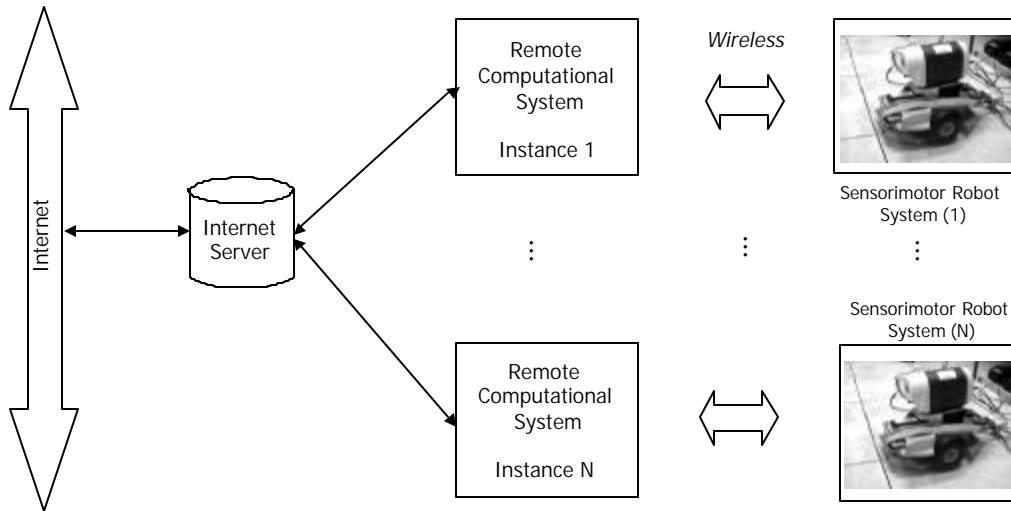 Internet
Internet
Server
Remote
Computational
System
Instance 1
Wireless
Sensorimotor Robot
System (1)
Sensorimotor Robot
System (N)
Remote
Computational
System
Instance N